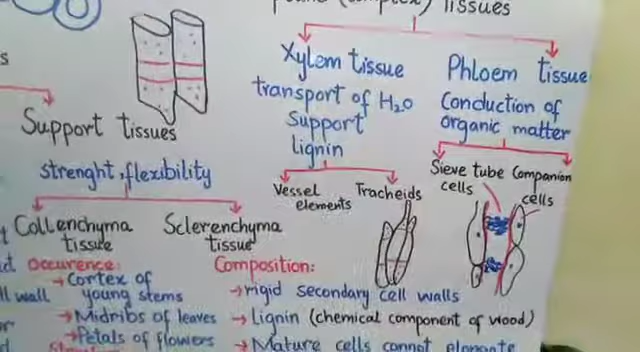 Tissues
Xylem tissue
transport of H2O
Support
lignin
Phloem tissue
Conduction of
organic matter
s
Support tissues
strenght, flexibility
Vessel
elements
Tracheids
Sieve tube
cells
Companion
cells
Collenchyma
tissue
Sclerenchyma
tissue
Occurence:
→Cortex of
young stems
→Midribs of leaves
→Petals of flowers
Composition:
→rigid secondary cell walls
→Lignin (chemical component of wood)
→Mature cells cannot elongate
ll wall